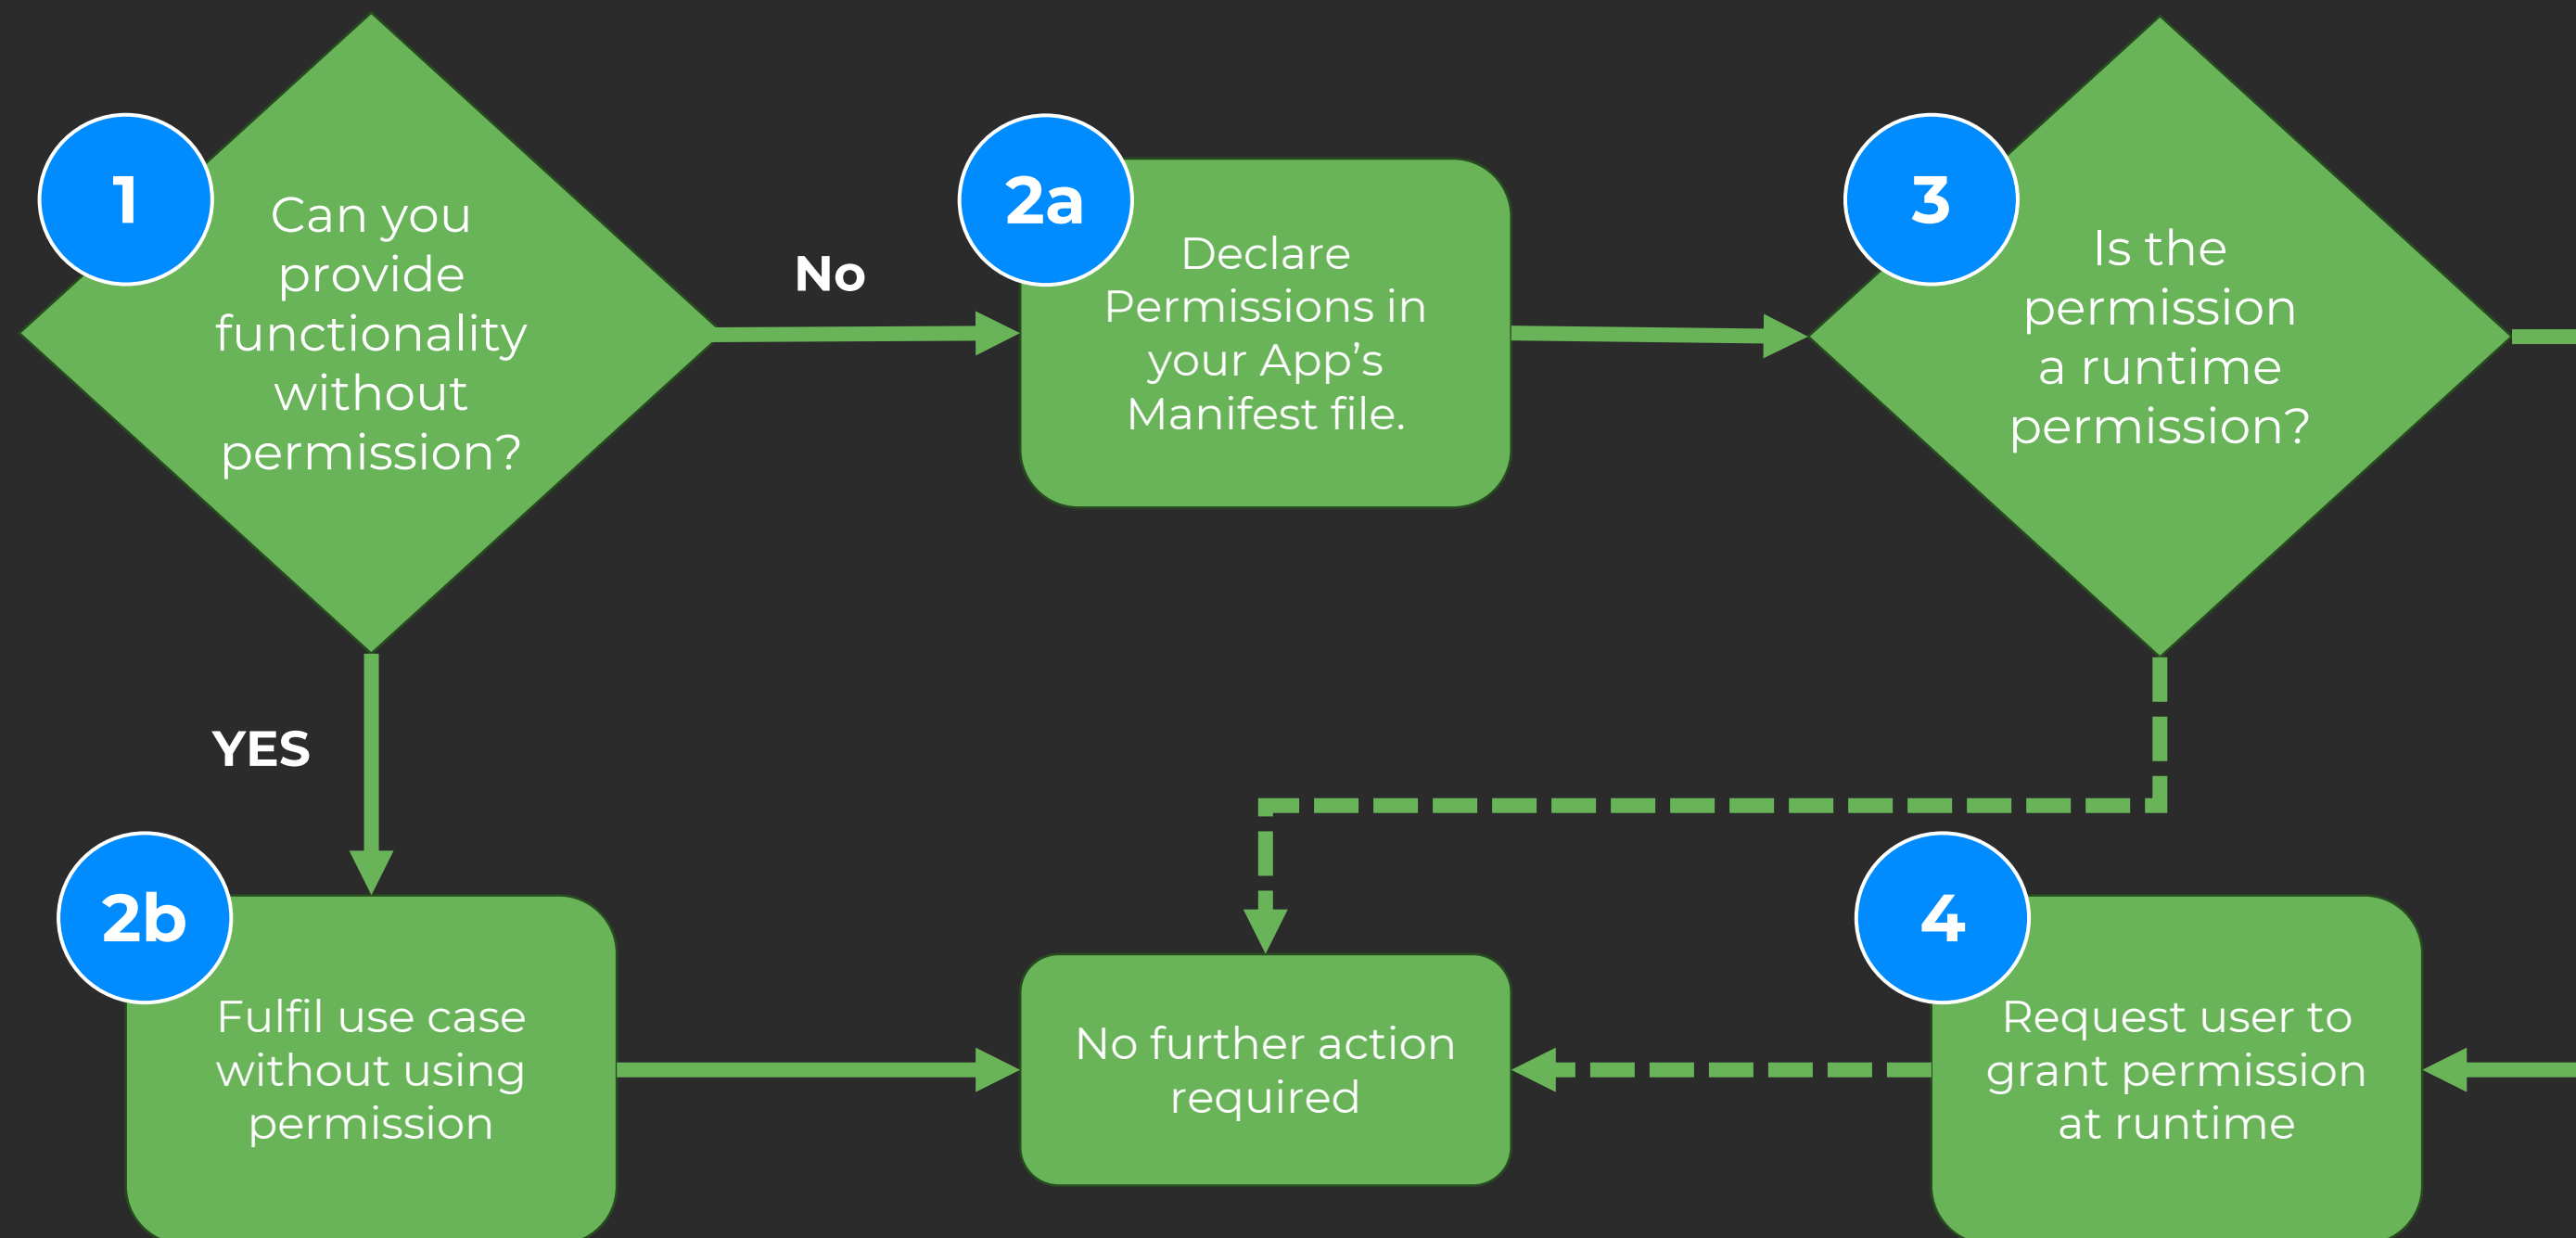 1
Can you
provide
functionality
without
permission?
No
2a
Declare
Permissions in
your App’s
Manifest file.
3
Is the
permission
a runtime
permission?
YES
2b
Fulfil use case
without using
permission
No further action
required
4
Request user to
grant permission
at runtime